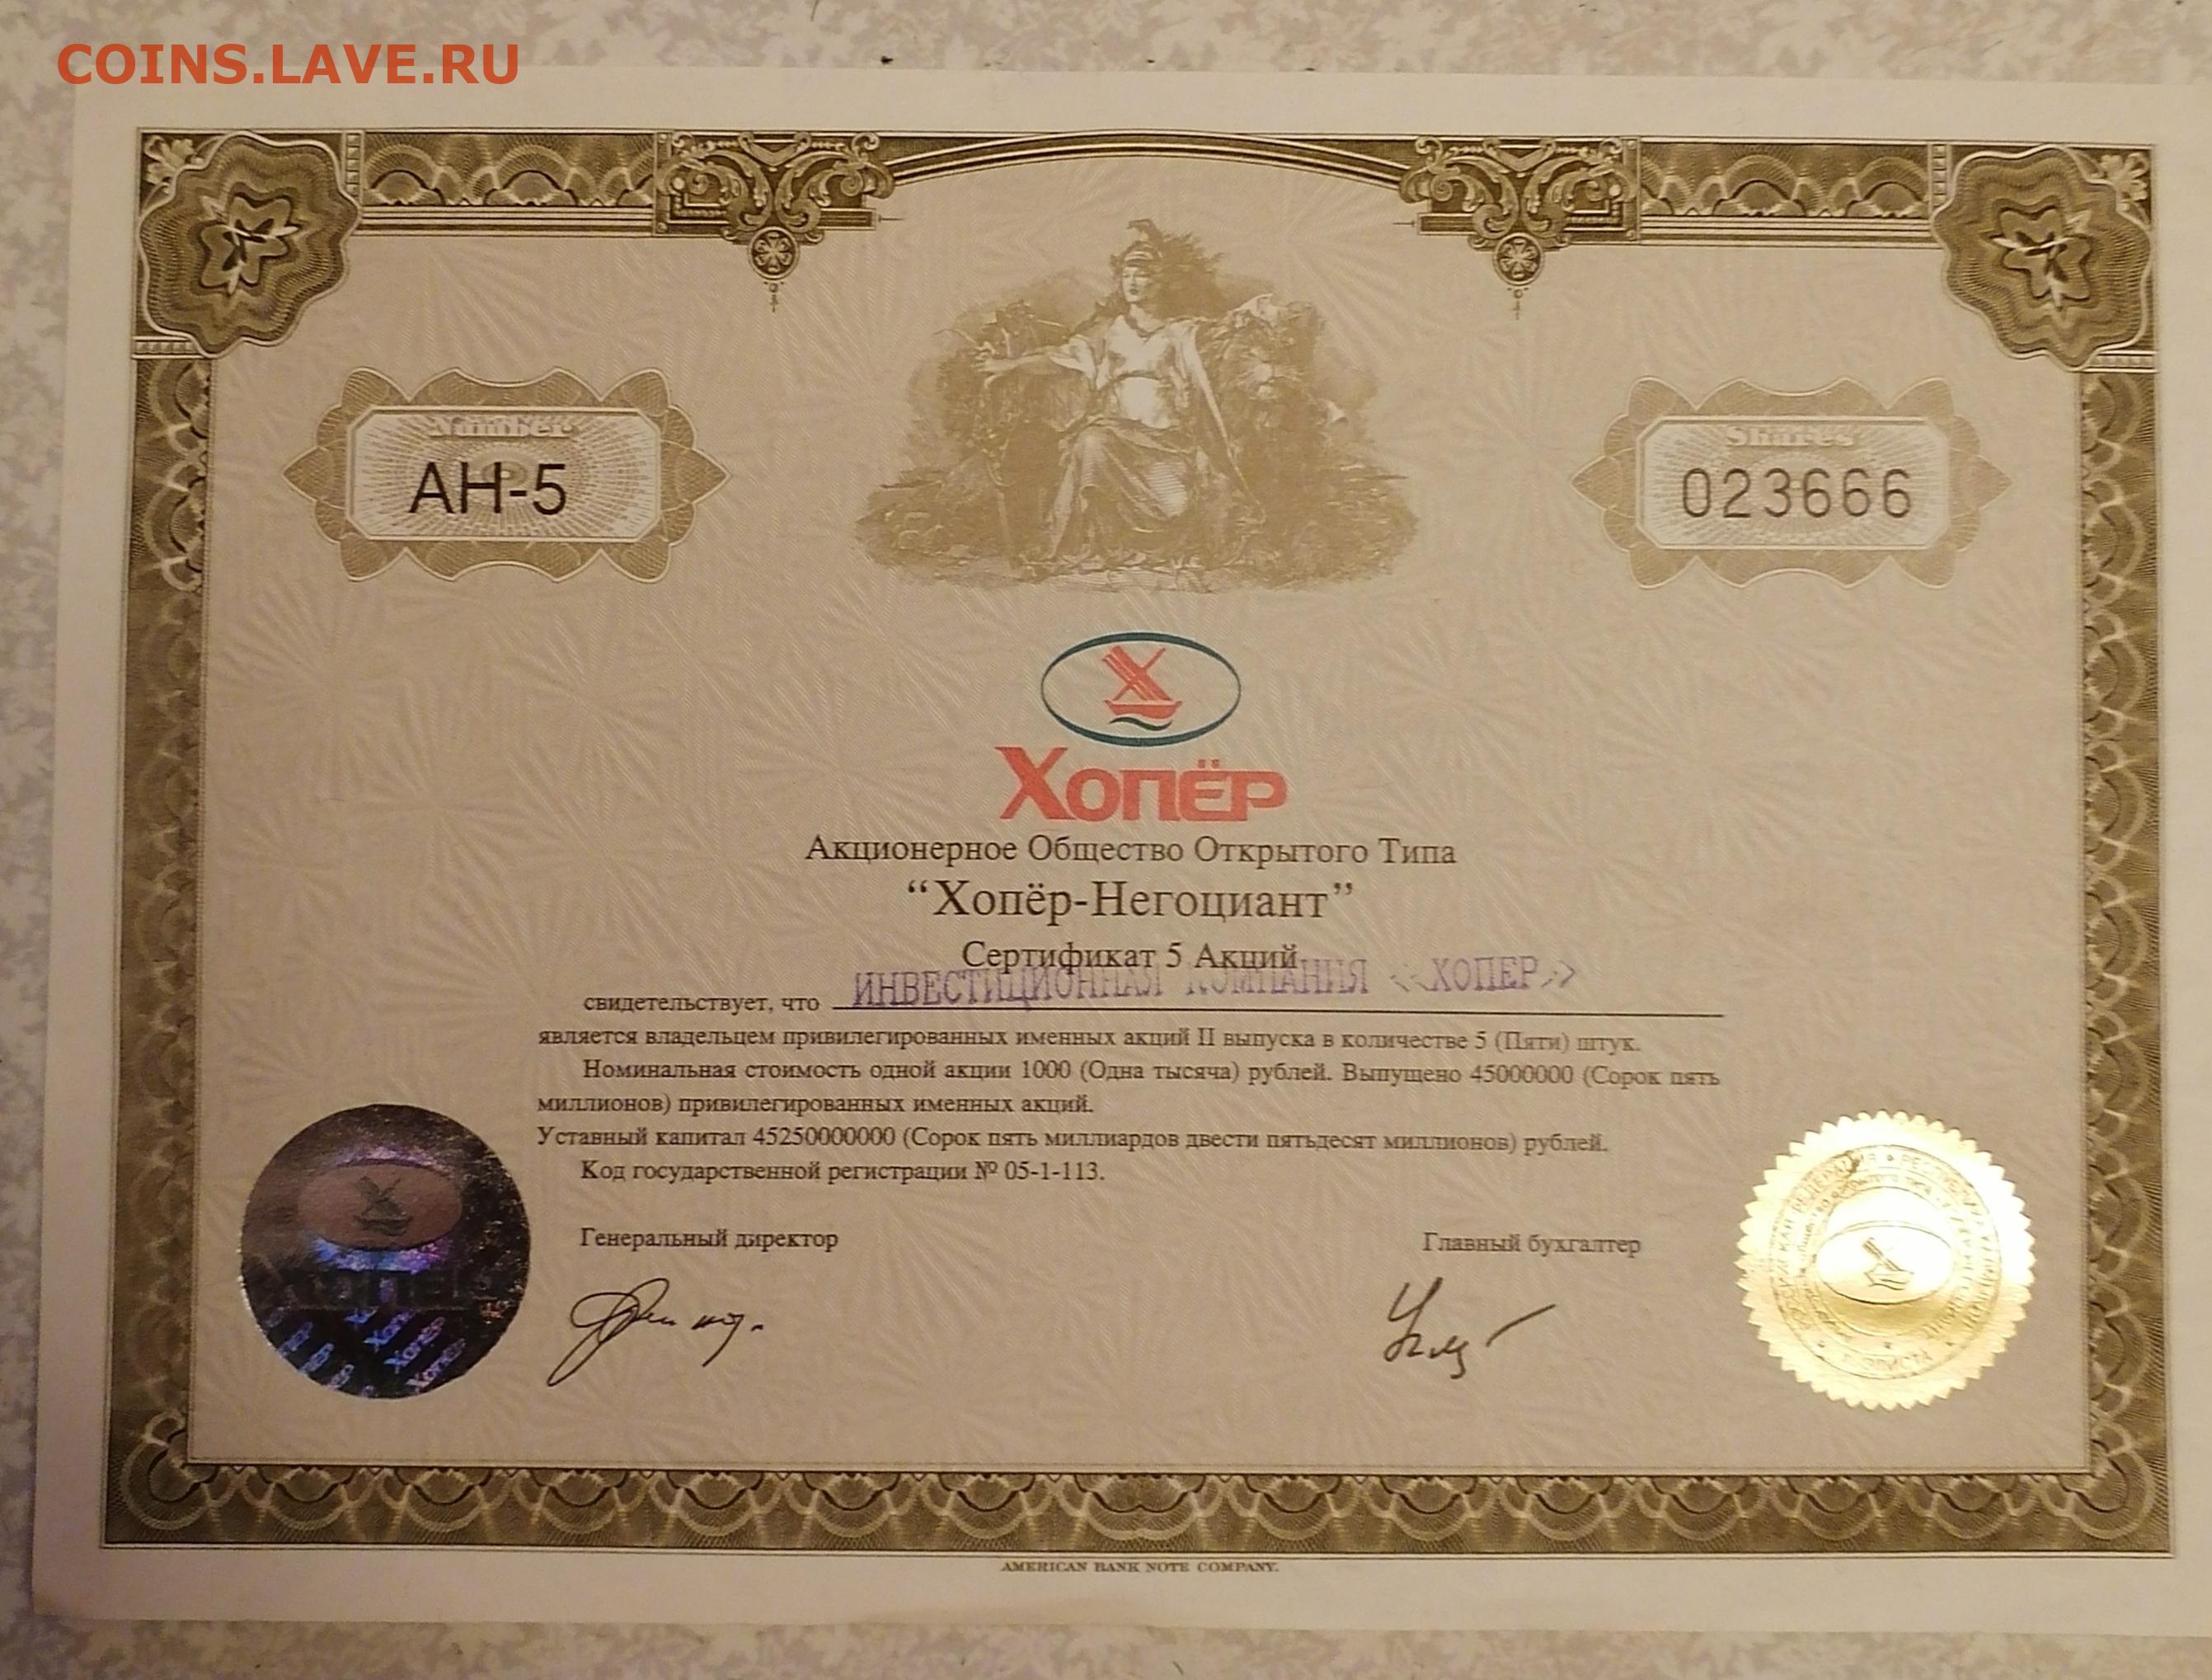 COINS.LAVE.RU
Number
АН-5
Shares
023666
ХОПЁР
Акционерное Общество Открытого Типа
“Хопёр-Негоциант”
Сертификат 5 Акций
свидетельствует, что ИНВЕСТИЦИОННАЯ КОМПАНИЯ <<ХОПЕР>>
является владельцем привилегированных именных акций II выпуска в количестве 5 (Пяти) штук.
Номинальная стоимость одной акции 1000 (Одна тысяча) рублей. Выпущено 45000000 (Сорок пять
миллионов) привилегированных именных акций.
Уставный капитал 45250000000 (Сорок пять миллиардов двести пятьдесят миллионов) рублей.
Код государственной регистрации № 05-1-113.
Генеральный директор
Главный бухгалтер
ХОПЁР
Г. ЭЛИСТА
AMERICAN BANK NOTE COMPANY.